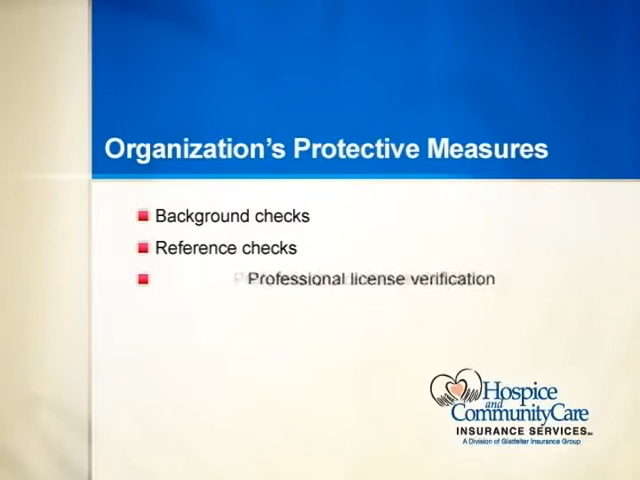 Organization's Protective Measures
Background checks
Reference checks
Professional license verification
Hospice
and
CommunityCare
INSURANCE SERVICES
A Division of Glatfelter Insurance Group